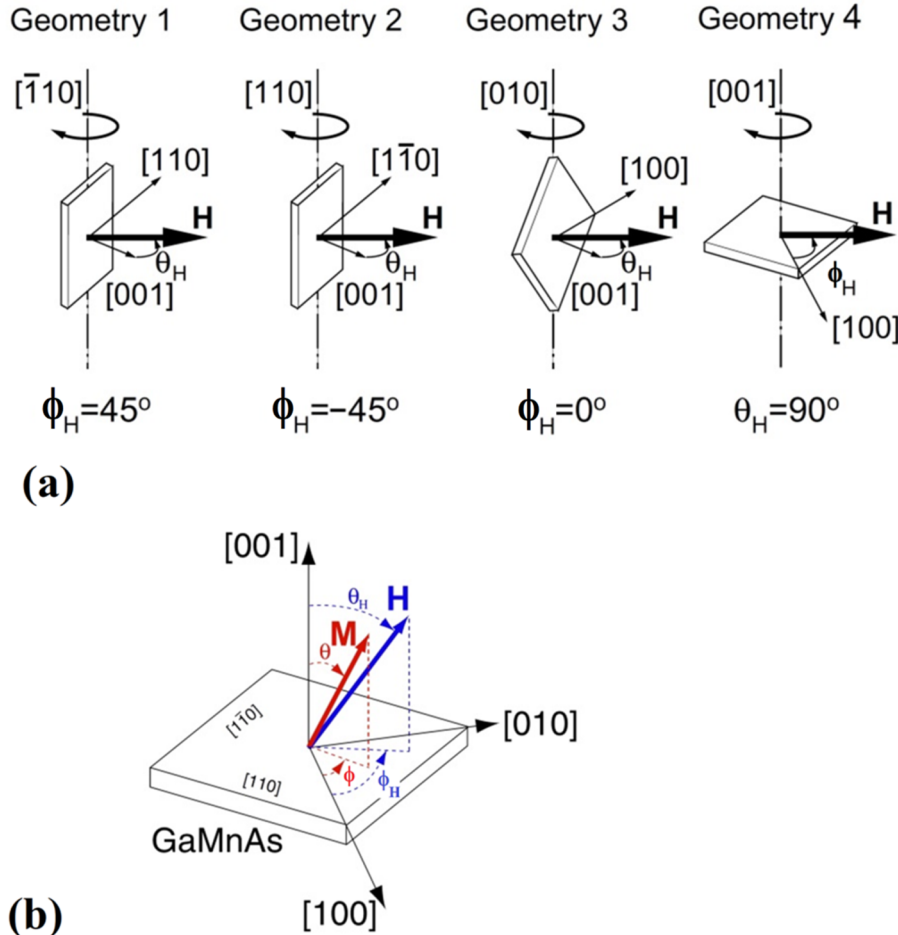 Geometry 1 Geometry 2 Geometry 3 Geometry 4
[1̄10] [110] [010] [001]
[110] [11̄0] [100]
H H H H
θH θH θH ϕH
[001] [001] [001] [100]
ϕH=45º ϕH=−45º ϕH=0º θH=90º
(a)
[001]
θH H
M
θ
[11̄0]
[010]
[110]
ϕ
ϕH
GaMnAs
[100]
(b)